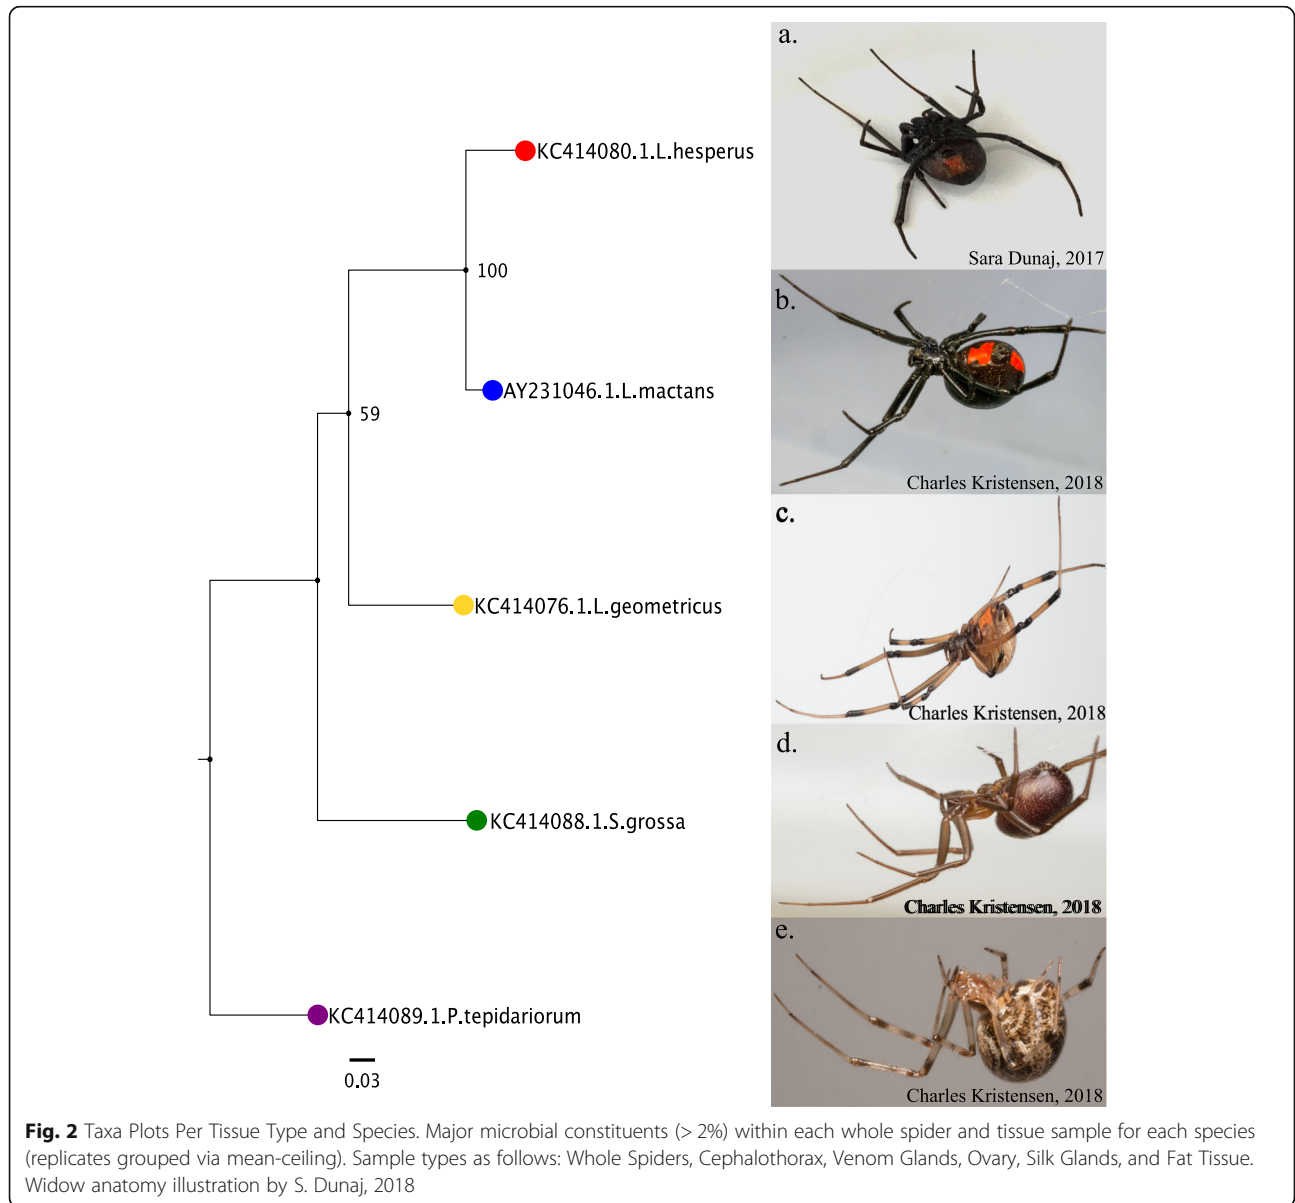 a.
KC414080.1.L.hesperus
100
Sara Dunaj, 2017
b.
AY231046.1.L.mactans
59
Charles Kristensen, 2018
c.
KC414076.1.L.geometricus
Charles Kristensen, 2018
d.
KC414088.1.S.grossa
Charles Kristensen, 2018
e.
KC414089.1.P.tepidariorum
0.03
Charles Kristensen, 2018
Fig. 2 Taxa Plots Per Tissue Type and Species. Major microbial constituents (> 2%) within each whole spider and tissue sample for each species
(replicates grouped via mean-ceiling). Sample types as follows: Whole Spiders, Cephalothorax, Venom Glands, Ovary, Silk Glands, and Fat Tissue.
Widow anatomy illustration by S. Dunaj, 2018